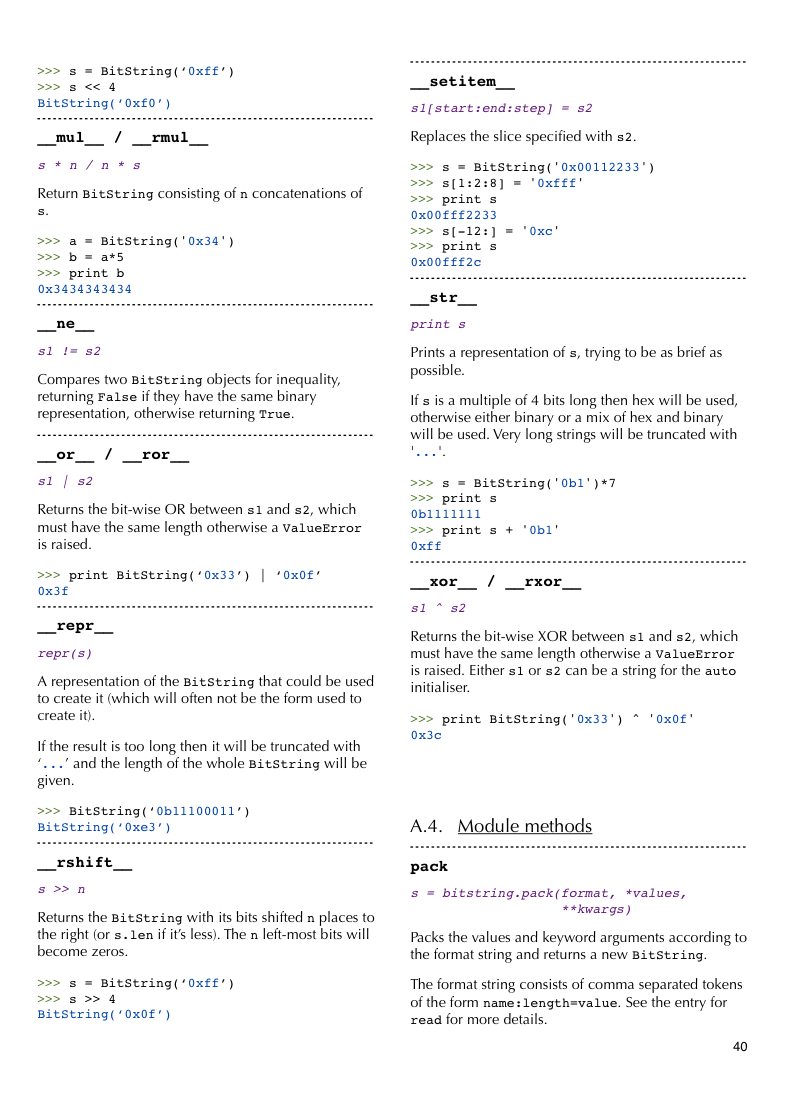 >>> s = BitString(‘0xff’)
>>> s << 4
BitString(‘0xf0’)
__mul__ / __rmul__
s * n / n * s
Return BitString consisting of n concatenations of
s.
>>> a = BitString('0x34')
>>> b = a*5
>>> print b
0x3434343434
__ne__
s1 != s2
Compares two BitString objects for inequality,
returning False if they have the same binary
representation, otherwise returning True.
__or__ / __ror__
s1 | s2
Returns the bit-wise OR between s1 and s2, which
must have the same length otherwise a ValueError
is raised.
>>> print BitString(‘0x33’) | ‘0x0f’
0x3f
__repr__
repr(s)
A representation of the BitString that could be used
to create it (which will often not be the form used to
create it).
If the result is too long then it will be truncated with
‘...’ and the length of the whole BitString will be
given.
>>> BitString(‘0b11100011’)
BitString(‘0xe3’)
__rshift__
s >> n
Returns the BitString with its bits shifted n places to
the right (or s.len if it’s less). The n left-most bits will
become zeros.
>>> s = BitString(‘0xff’)
>>> s >> 4
BitString(‘0x0f’)
__setitem__
s1[start:end:step] = s2
Replaces the slice specified with s2.
>>> s = BitString('0x00112233')
>>> s[1:2:8] = '0xfff'
>>> print s
0x00fff2233
>>> s[-12:] = '0xc'
>>> print s
0x00fff2c
__str__
print s
Prints a representation of s, trying to be as brief as
possible.
If s is a multiple of 4 bits long then hex will be used,
otherwise either binary or a mix of hex and binary
will be used. Very long strings will be truncated with
'...'.
>>> s = BitString('0b1')*7
>>> print s
0b1111111
>>> print s + '0b1'
0xff
__xor__ / __rxor__
s1 ^ s2
Returns the bit-wise XOR between s1 and s2, which
must have the same length otherwise a ValueError
is raised. Either s1 or s2 can be a string for the auto
initialiser.
>>> print BitString('0x33') ^ '0x0f'
0x3c
A.4. Module methods
pack
s = bitstring.pack(format, *values,
**kwargs)
Packs the values and keyword arguments according to
the format string and returns a new BitString.
The format string consists of comma separated tokens
of the form name:length=value. See the entry for
read for more details.
40